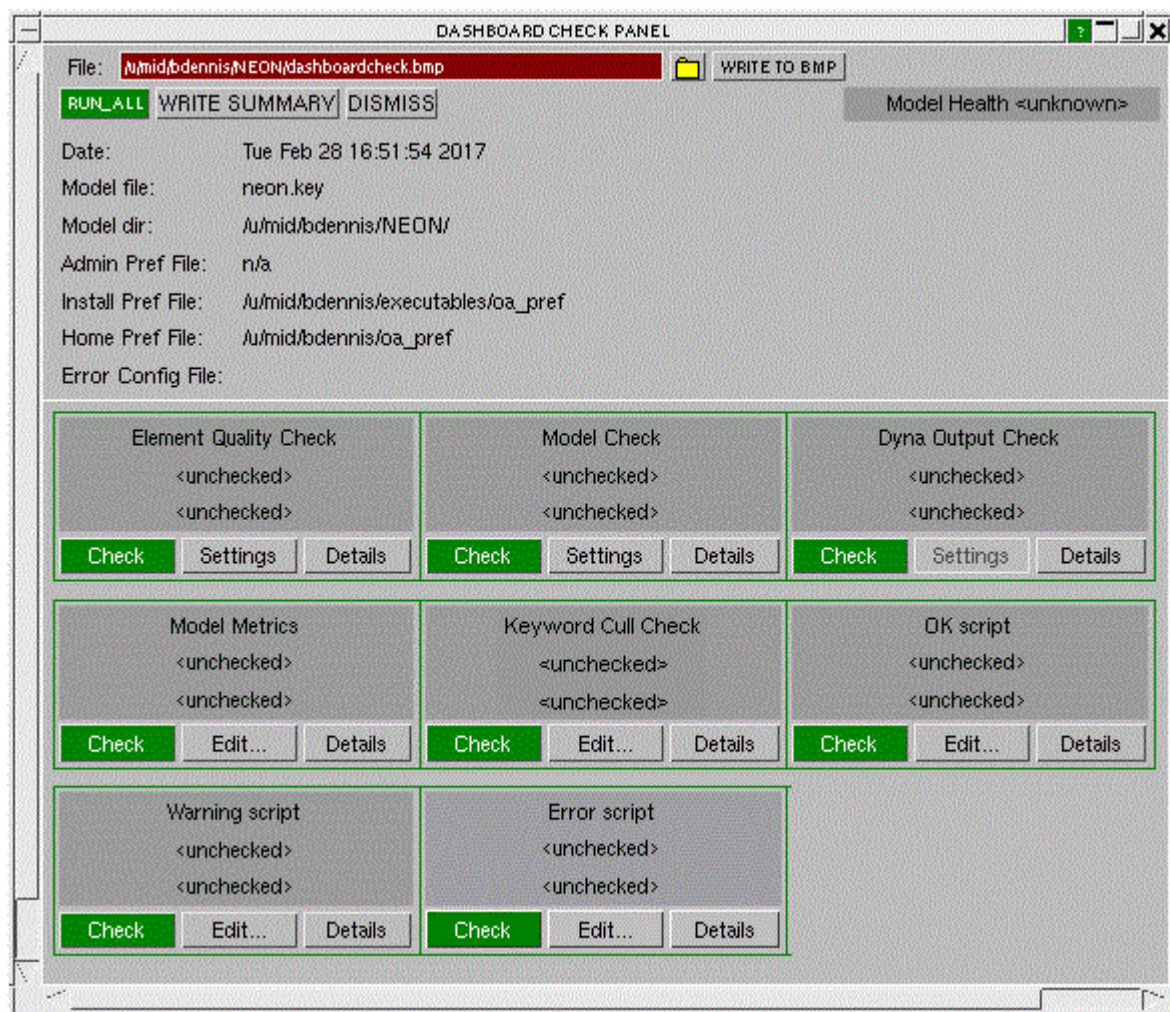 DASHBOARD CHECK PANEL ?
File: /u/mid/bdennis/NEON/dashboardcheck.bmp WRITE TO BMP
RUN_ALL WRITE SUMMARY DISMISS Model Health <unknown>
Date: Tue Feb 28 16:51:54 2017
Model file: neon.key
Model dir: /u/mid/bdennis/NEON/
Admin Pref File: n/a
Install Pref File: /u/mid/bdennis/executables/oa_pref
Home Pref File: /u/mid/bdennis/oa_pref
Error Config File:
Element Quality Check Model Check Dyna Output Check
<unchecked> <unchecked> <unchecked>
<unchecked> <unchecked> <unchecked>
Check Settings Details Check Settings Details Check Settings Details
Model Metrics Keyword Cull Check OK script
<unchecked> <unchecked> <unchecked>
<unchecked> <unchecked> <unchecked>
Check Edit... Details Check Edit... Details Check Edit... Details
Warning script Error script
<unchecked> <unchecked>
<unchecked> <unchecked>
Check Edit... Details Check Edit... Details